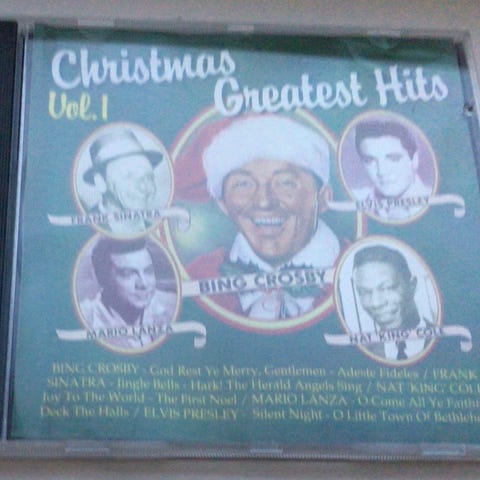 Christmas
Greatest Hits
Vol.1
FRANK SINATRA
ELVIS PRESLEY
BING CROSBY
MARIO LANZA
NAT 'KING' COLE
BING CROSBY - God Rest Ye Merry, Gentlemen - Adeste Fideles / FRANK
SINATRA - Jingle Bells - Hark! The Herald Angels Sing / NAT 'KING' COLE
Joy To The World - The First Noel / MARIO LANZA - O Come All Ye Faithfu
Deck The Halls / ELVIS PRESLEY - Silent Night - O Little Town Of Bethlehe